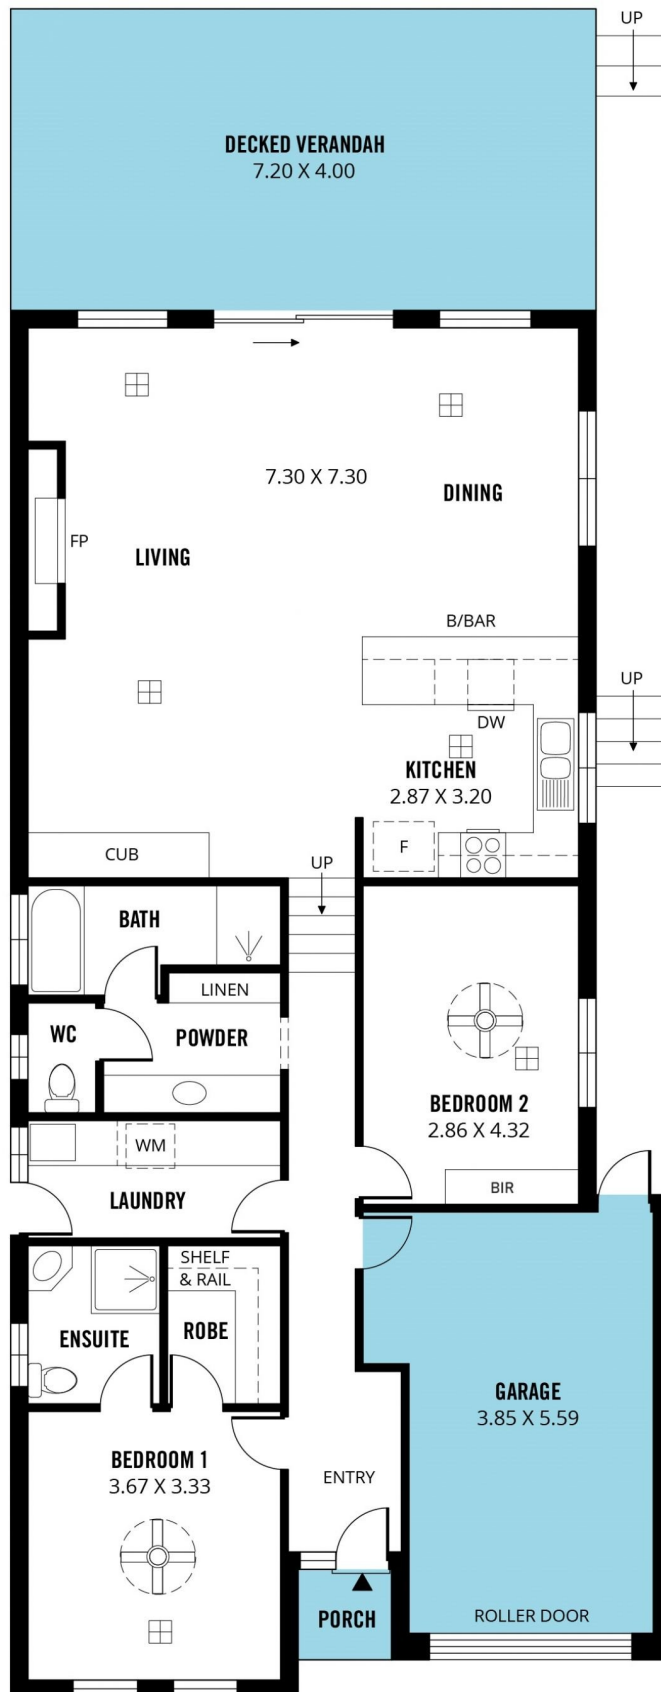 UP
DECKED VERANDAH
7.20 X 4.00
7.30 X 7.30
DINING
FP
LIVING
B/BAR
UP
DW
KITCHEN
2.87 X 3.20
F
CUB
UP
BATH
LINEN
WC
POWDER
BEDROOM 2
2.86 X 4.32
WM
BIR
LAUNDRY
SHELF
& RAIL
ROBE
ENSUITE
GARAGE
3.85 X 5.59
BEDROOM 1
3.67 X 3.33
ENTRY
PORCH
ROLLER DOOR